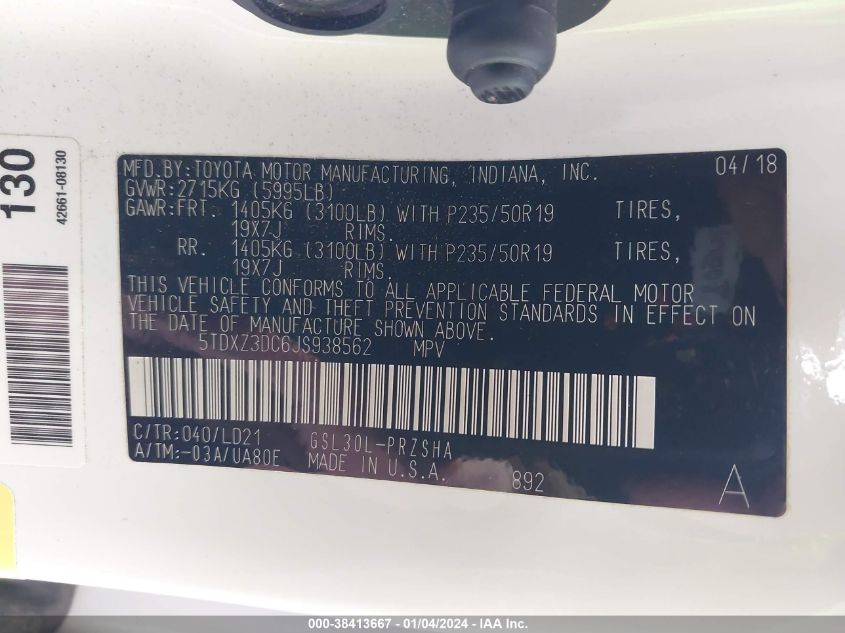 130
42661-08130
MFD.BY:TOYOTA MOTOR MANUFACTURING, INDIANA, INC. 04/18
GVWR:2715KG (5995LB)
GAWR:FRT. 1405KG (3100LB) WITH P235/50R19 TIRES,
19X7J RIMS.
RR. 1405KG (3100LB) WITH P235/50R19 TIRES,
19X7J RIMS.
THIS VEHICLE CONFORMS TO ALL APPLICABLE FEDERAL MOTOR
VEHICLE SAFETY AND THEFT PREVENTION STANDARDS IN EFFECT ON
THE DATE OF MANUFACTURE SHOWN ABOVE.
5TDXZ3DC6JS938562 MPV
C/TR:040/LD21 GSL30L-PRZSHA
A/TM:-03A/UA80E MADE IN U.S.A.
892 A
000 - 38413667 - 01/04/2024 - IAA Inc.